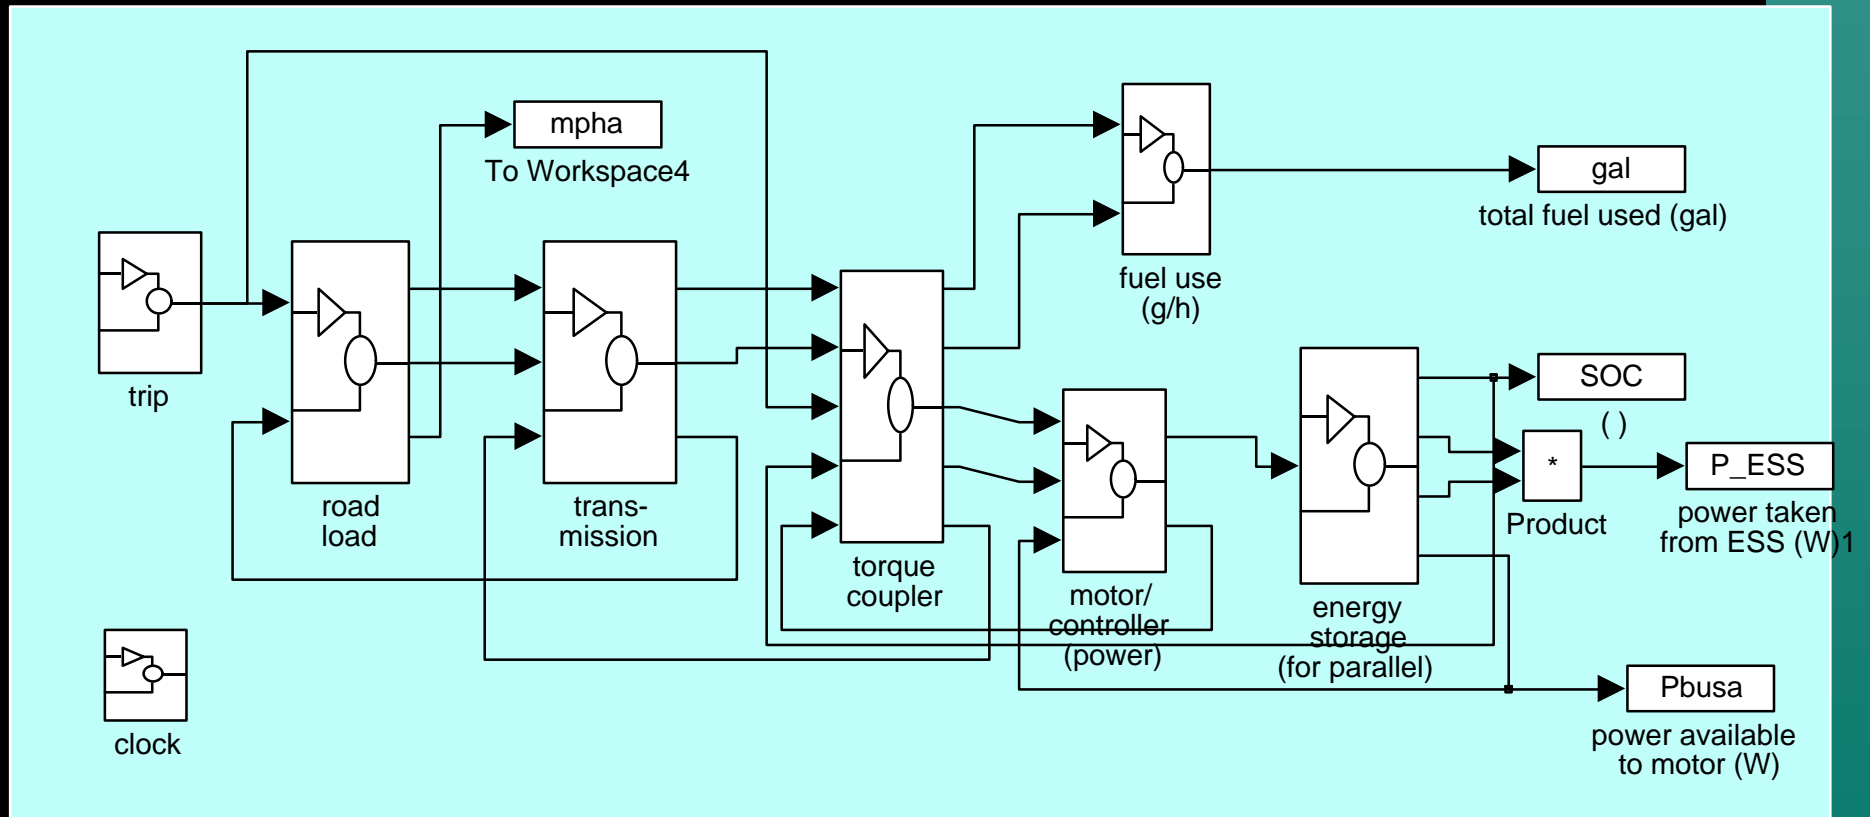 mpha
To Workspace4
gal
total fuel used (gal)
fuel use
(g/h)
trip
road
load
trans-
mission
torque
coupler
motor/
controller
(power)
energy
storage
(for parallel)
SOC
( )
*
Product
P_ESS
power taken
from ESS (W)1
clock
Pbusa
power available
to motor (W)